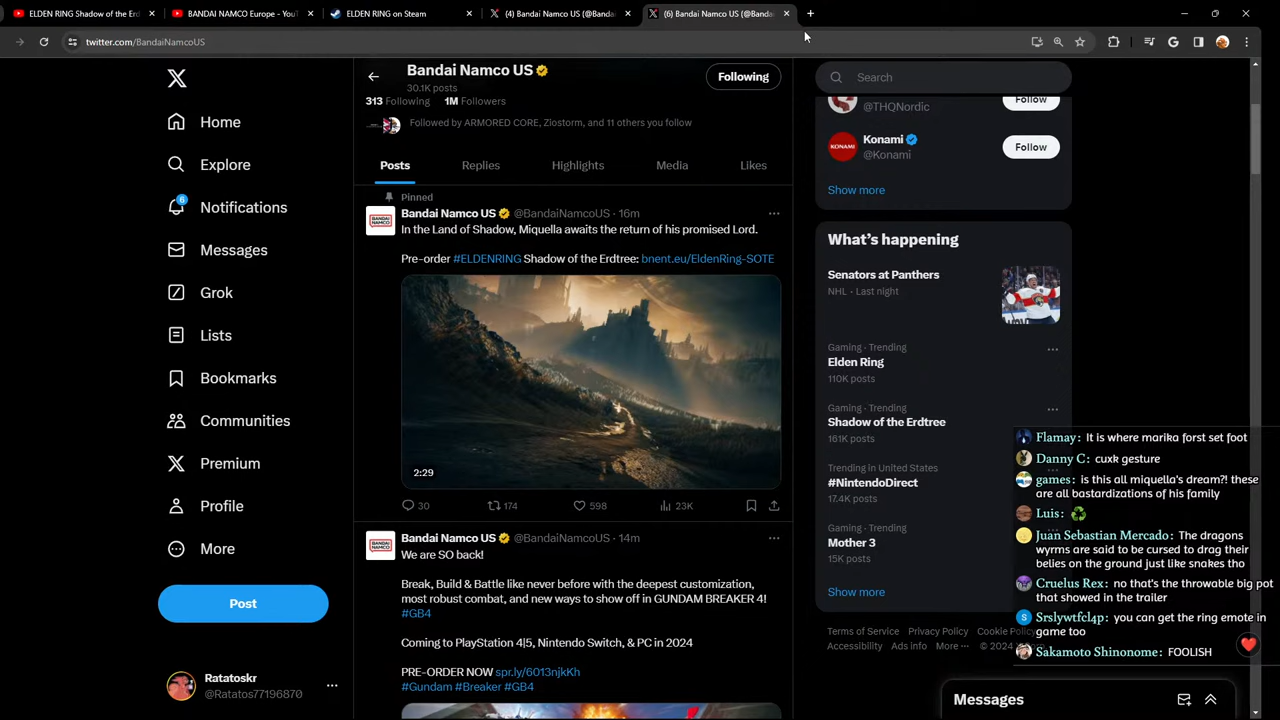 ELDEN RING Shadow of the Erd
BANDAI NAMCO Europe - YouT
ELDEN RING on Steam
(4) Bandai Namco US (@Banda
(6) Bandai Namco US (@Banda
twitter.com/BandaiNamcoUS
Home
Explore
6
Notifications
Messages
Grok
Lists
Bookmarks
Communities
Premium
Profile
More
Post
Ratatoskr
@Ratatos77196870
Bandai Namco US
30.1K posts
Following
313 Following 1M Followers
Followed by ARMORED CORE, Ziostorm, and 11 others you follow
Posts
Replies
Highlights
Media
Likes
Pinned
Bandai Namco US @BandaiNamcoUS · 16m
In the Land of Shadow, Miquella awaits the return of his promised Lord.
Pre-order #ELDENRING Shadow of the Erdtree: bnent.eu/EldenRing-SOTE
2:29
30
174
598
23K
Bandai Namco US @BandaiNamcoUS · 14m
We are SO back!
Break, Build & Battle like never before with the deepest customization,
most robust combat, and new ways to show off in GUNDAM BREAKER 4!
#GB4
Coming to PlayStation 4|5, Nintendo Switch, & PC in 2024
PRE-ORDER NOW spr.ly/6013njkKh
#Gundam #Breaker #GB4
Search
@THQNordic
Follow
Konami
@Konami
Follow
Show more
What's happening
Senators at Panthers
NHL · Last night
Gaming · Trending
Elden Ring
110K posts
Gaming · Trending
Shadow of the Erdtree
161K posts
Trending in United States
#NintendoDirect
17.4K posts
Gaming · Trending
Mother 3
15K posts
Show more
Terms of Service Privacy Policy Cookie Policy
Accessibility Ads info More ··· © 2024
Flamay: It is where marika forst set foot
Danny C: cuxk gesture
games: is this all miquella's dream?! these
are all bastardizations of his family
Luis:
Juan Sebastian Mercado: The dragons
wyrms are said to be cursed to drag their
belies on the ground just like snakes tho
Cruelus Rex: no that's the throwable big pot
that showed in the trailer
Srslywtfcl4p: you can get the ring emote in
game too
Sakamoto Shinonome: FOOLISH
Messages